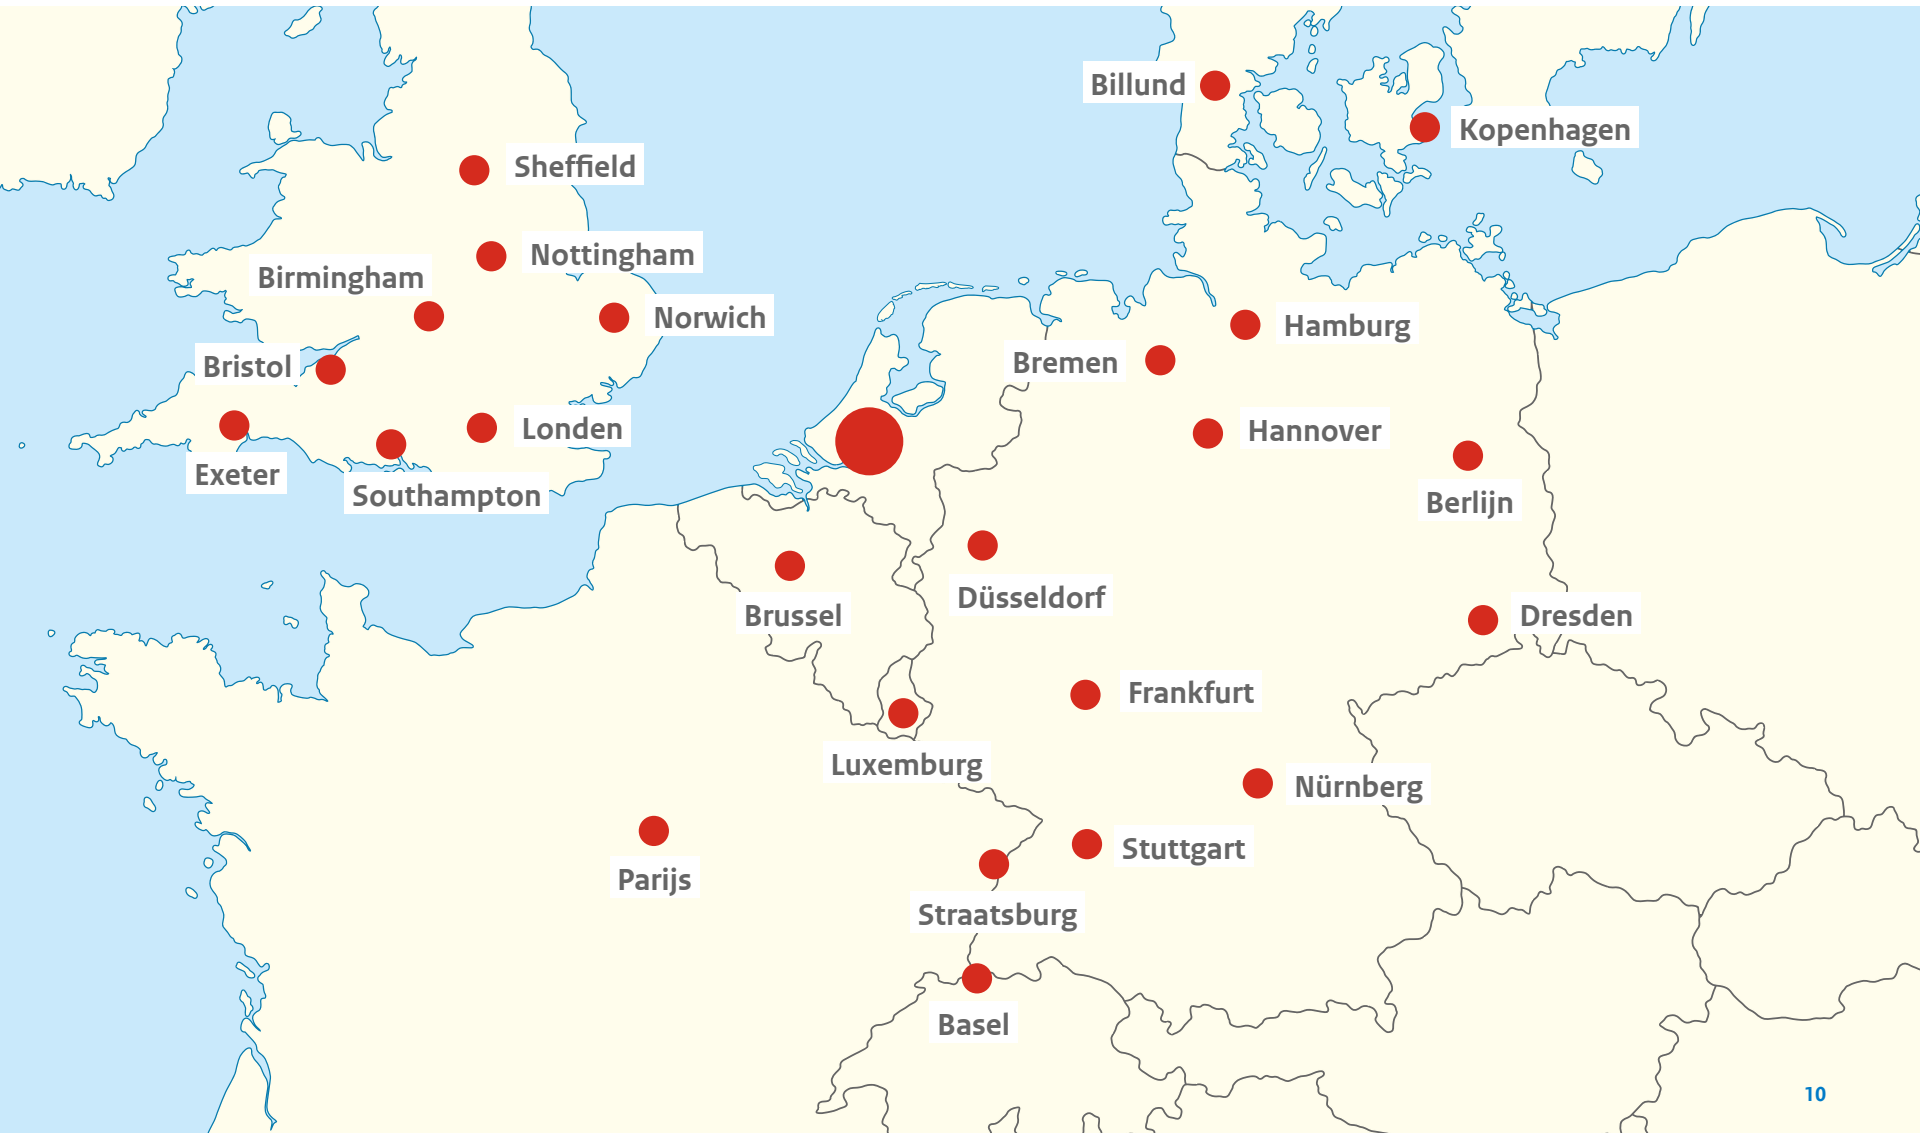 Billund
Kopenhagen
Sheffield
Nottingham
Birmingham
Norwich
Hamburg
Bremen
Bristol
Londen
Hannover
Exeter
Southampton
Berlijn
Düsseldorf
Brussel
Dresden
Frankfurt
Luxemburg
Nürnberg
Stuttgart
Parijs
Straatsburg
Basel
10